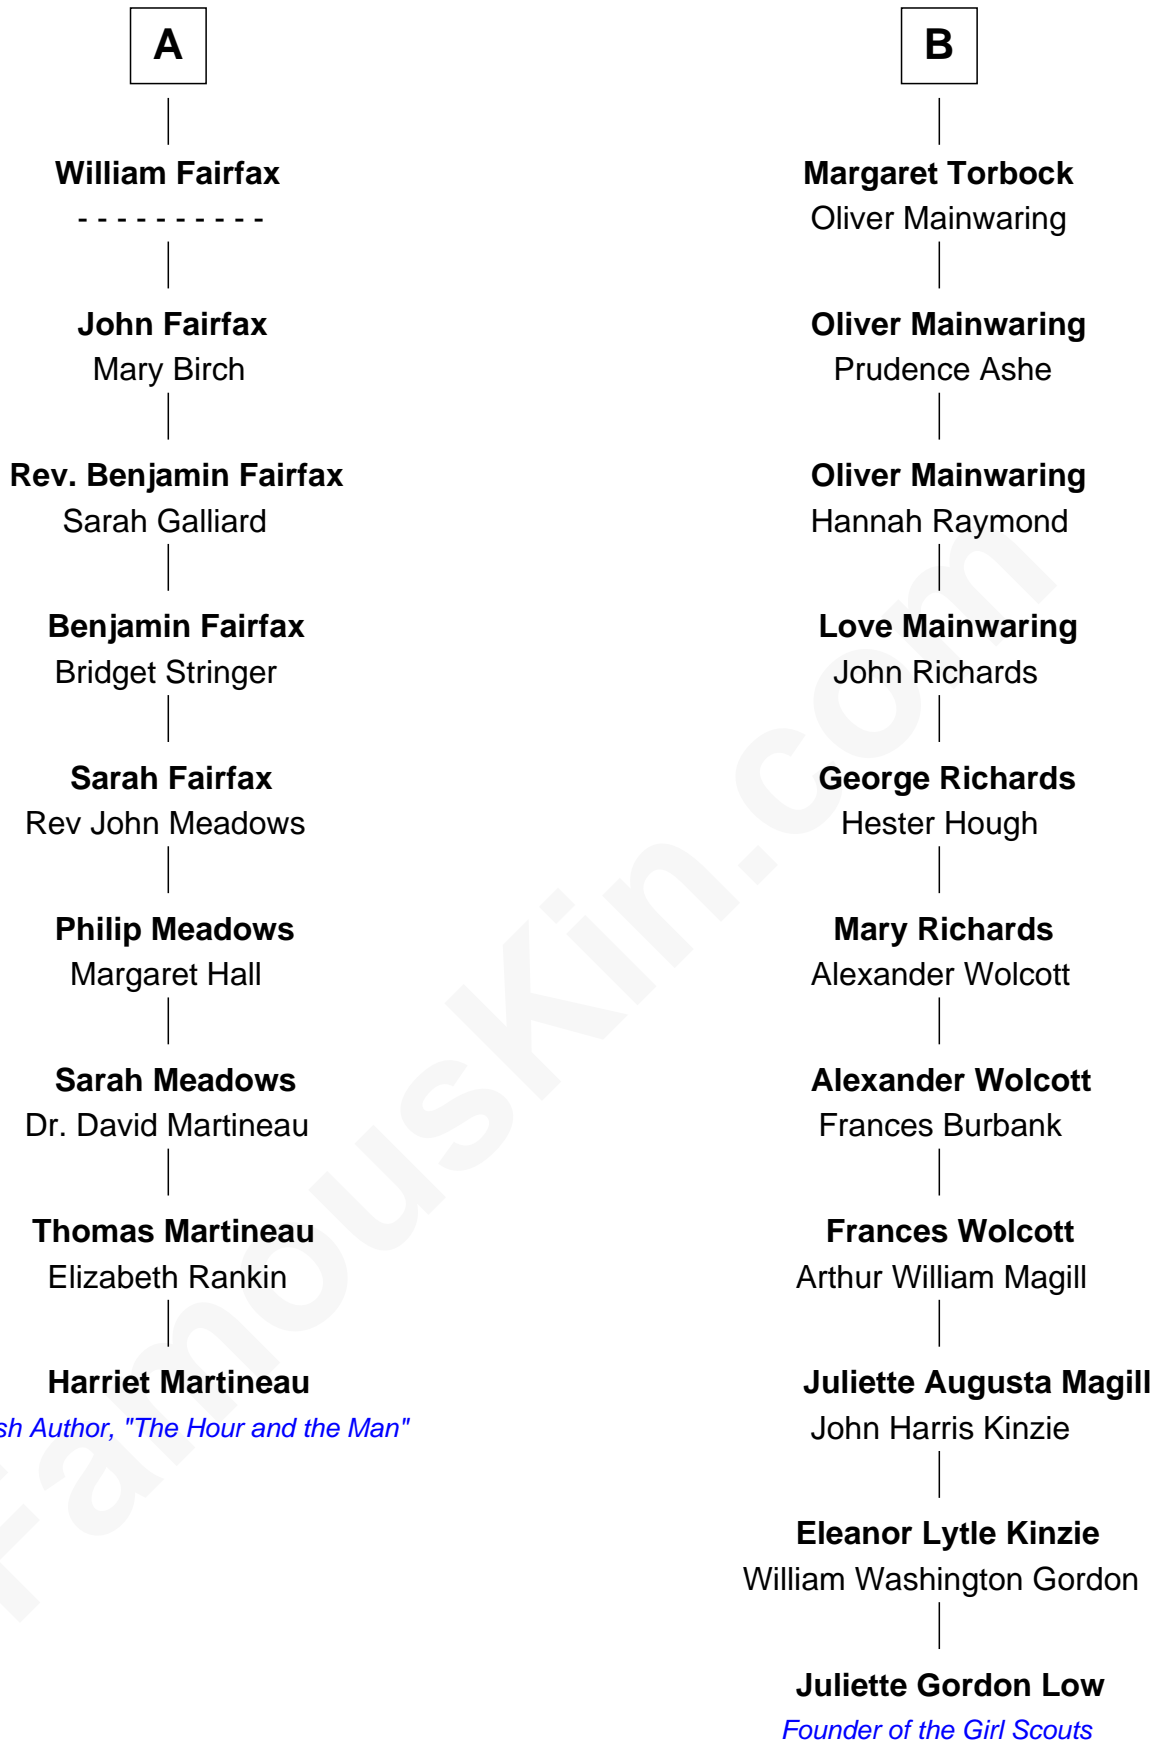 A
William Fairfax
- - - - - - - - - -
John Fairfax
Mary Birch
Rev. Benjamin Fairfax
Sarah Galliard
Benjamin Fairfax
Bridget Stringer
Sarah Fairfax
Rev John Meadows
Philip Meadows
Margaret Hall
Sarah Meadows
Dr. David Martineau
Thomas Martineau
Elizabeth Rankin
Harriet Martineau
sh Author, "The Hour and the Man"
B
Margaret Torbock
Oliver Mainwaring
Oliver Mainwaring
Prudence Ashe
Oliver Mainwaring
Hannah Raymond
Love Mainwaring
John Richards
George Richards
Hester Hough
Mary Richards
Alexander Wolcott
Alexander Wolcott
Frances Burbank
Frances Wolcott
Arthur William Magill
Juliette Augusta Magill
John Harris Kinzie
Eleanor Lytle Kinzie
William Washington Gordon
Juliette Gordon Low
Founder of the Girl Scouts
FamousKin.com